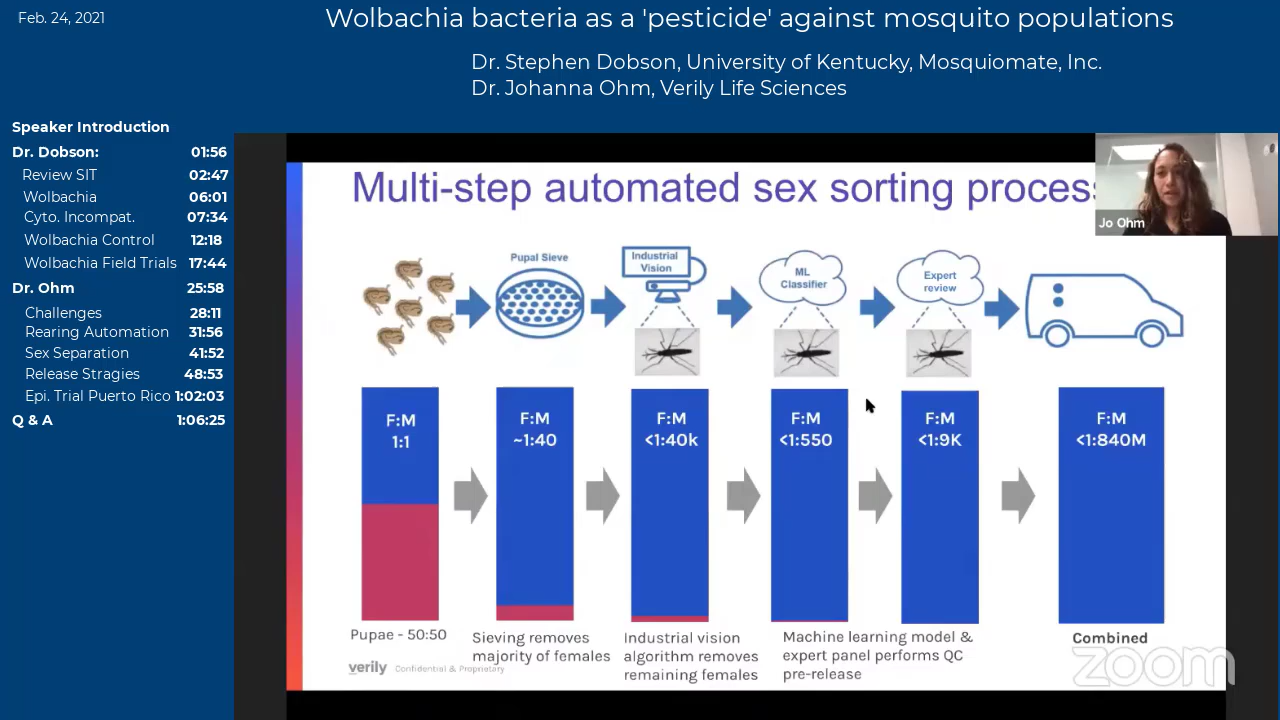 Feb. 24, 2021
Wolbachia bacteria as a 'pesticide' against mosquito populations
Dr. Stephen Dobson, University of Kentucky, Mosquiomate, Inc.
Dr. Johanna Ohm, Verily Life Sciences
Speaker Introduction
Dr. Dobson: 01:56
Review SIT 02:47
Wolbachia 06:01
Cyto. Incompat. 07:34
Wolbachia Control 12:18
Wolbachia Field Trials 17:44
Dr. Ohm 25:58
Challenges 28:11
Rearing Automation 31:56
Sex Separation 41:52
Release Stragies 48:53
Epi. Trial Puerto Rico 1:02:03
Q & A 1:06:25
Multi-step automated sex sorting process
Jo Ohm
Pupal Sieve
Industrial
Vision
ML
Classifier
Expert
review
F:M
1:1
F:M
~1:40
F:M
<1:40k
F:M
<1:550
F:M
<1:9K
F:M
<1:840M
Pupae - 50:50
Sieving removes
majority of females
Industrial vision
algorithm removes
remaining females
Machine learning model &
expert panel performs QC
pre-release
Combined
verily Confidential & Proprietary
zoom